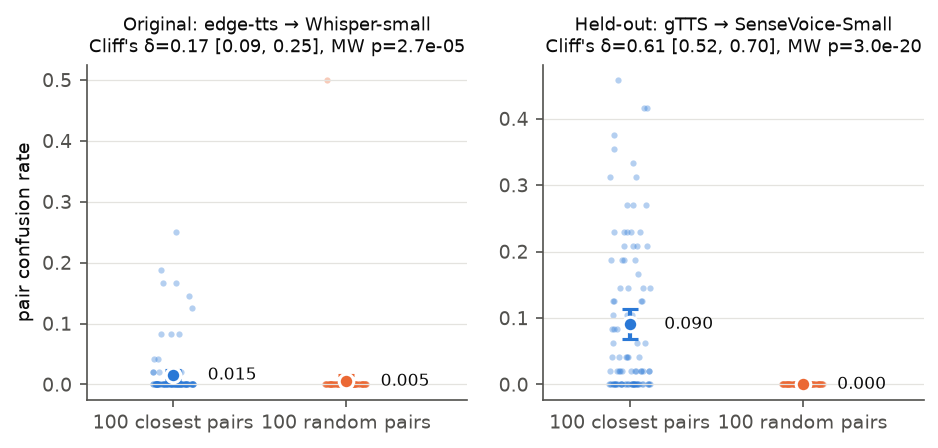 Original: edge-tts → Whisper-small
Cliff's δ=0.17 [0.09, 0.25], MW p=2.7e-05
pair confusion rate
0.5
0.4
0.3
0.2
0.1
0.0
0.015
0.005
100 closest pairs
100 random pairs
Held-out: gTTS → SenseVoice-Small
Cliff's δ=0.61 [0.52, 0.70], MW p=3.0e-20
0.4
0.3
0.2
0.1
0.0
0.090
0.000
100 closest pairs
100 random pairs